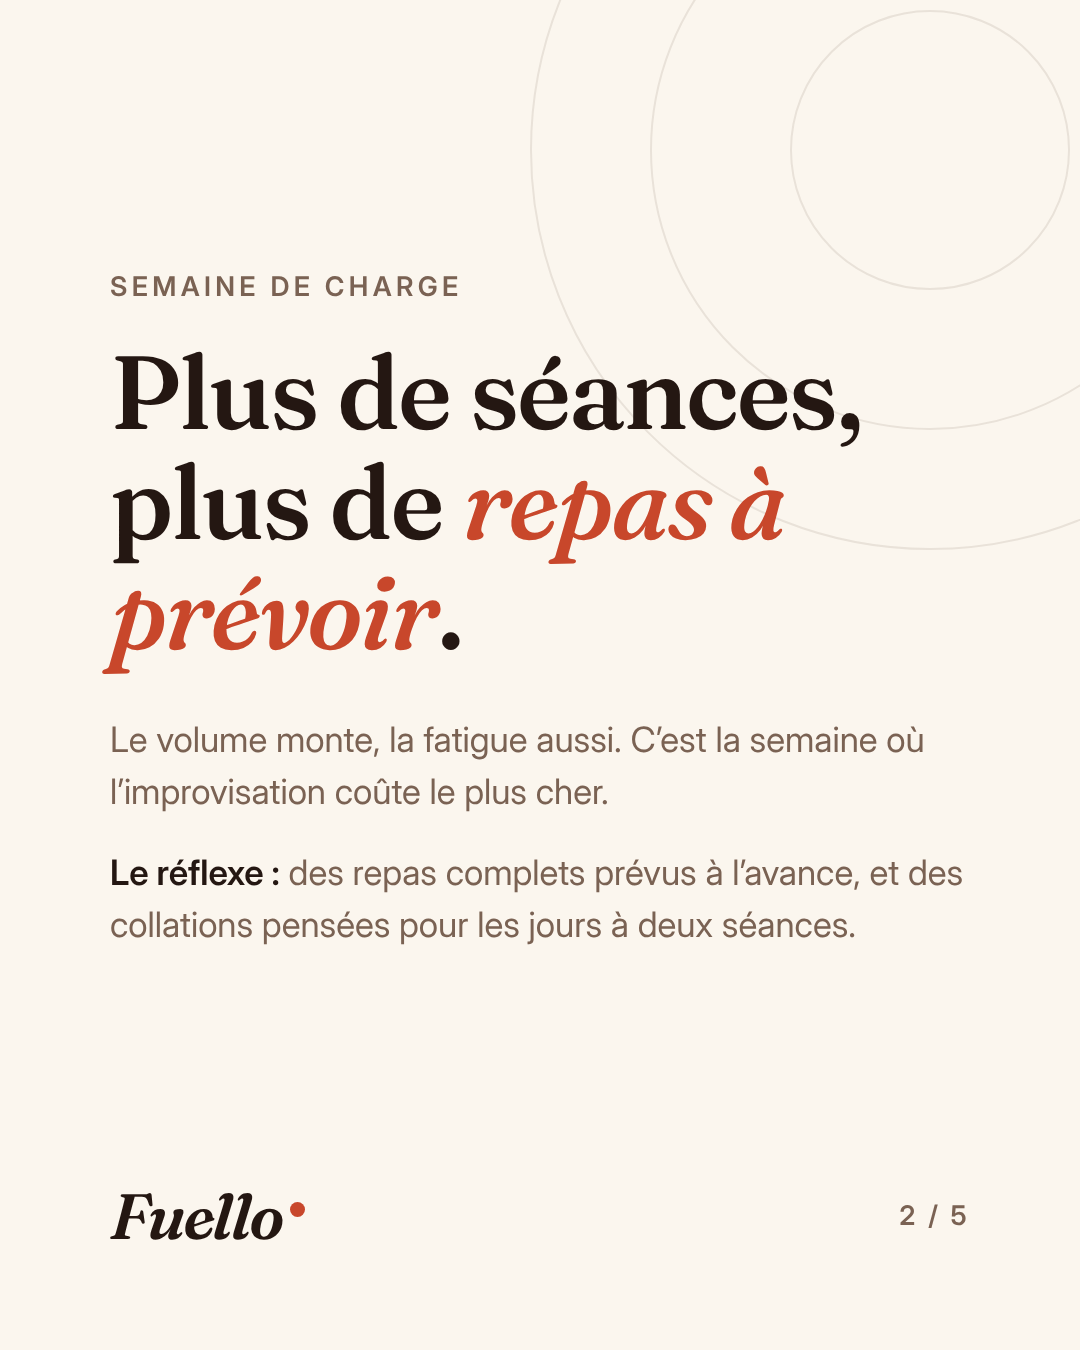 SEMAINE DE CHARGE
Plus de séances,
plus de repas à
prévoir.
Le volume monte, la fatigue aussi. C’est la semaine où
l’improvisation coûte le plus cher.
Le réflexe : des repas complets prévus à l’avance, et des
collations pensées pour les jours à deux séances.
Fuello
2 / 5